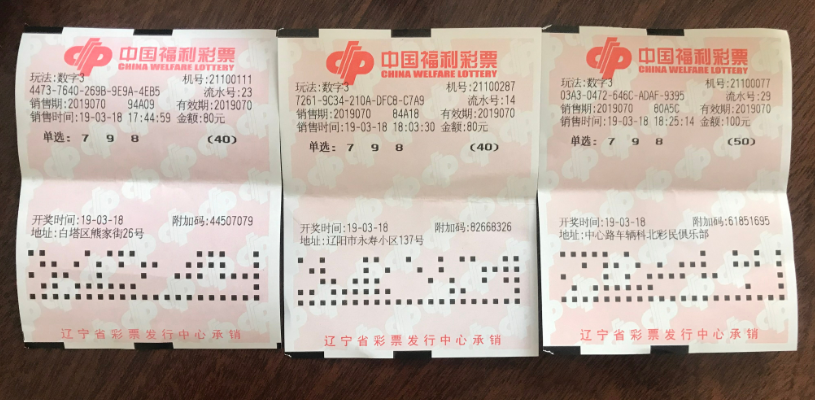 中国福利彩票
CHINA WELFARE LOTTERY
玩法:数字3 机号:21100111
4473-7640-269B-9E9A-4EB5 流水号:23
销售期:2019070 94A09 有效期:2019070
销售时间:19-03-18 17:44:59 金额:80元
单选: 7 9 8 (40)
开奖时间:19-03-18 附加码:44507079
地址:白塔区熊家街26号
辽宁省彩票发行中心承销
中国福利彩票
CHINA WELFARE LOTTERY
玩法:数字3 机号:21100287
7261-9C34-210A-DFC8-C7A9 流水号:14
销售期:2019070 84A18 有效期:2019070
销售时间:19-03-18 18:03:30 金额:80元
单选: 7 9 8 (40)
开奖时间:19-03-18 附加码:82668326
地址:辽阳市永寿小区137号
辽宁省彩票发行中心承销
中国福利彩票
CHINA WELFARE LOTTERY
玩法:数字3 机号:21100077
03A3-0472-646C-ADAF-9395 流水号:29
销售期:2019070 80A5C 有效期:2019070
销售时间:19-03-18 18:25:14 金额:100元
单选: 7 9 8 (50)
开奖时间:19-03-18 附加码:61851695
地址:中心路车辆科北彩民俱乐部
辽宁省彩票发行中心承销